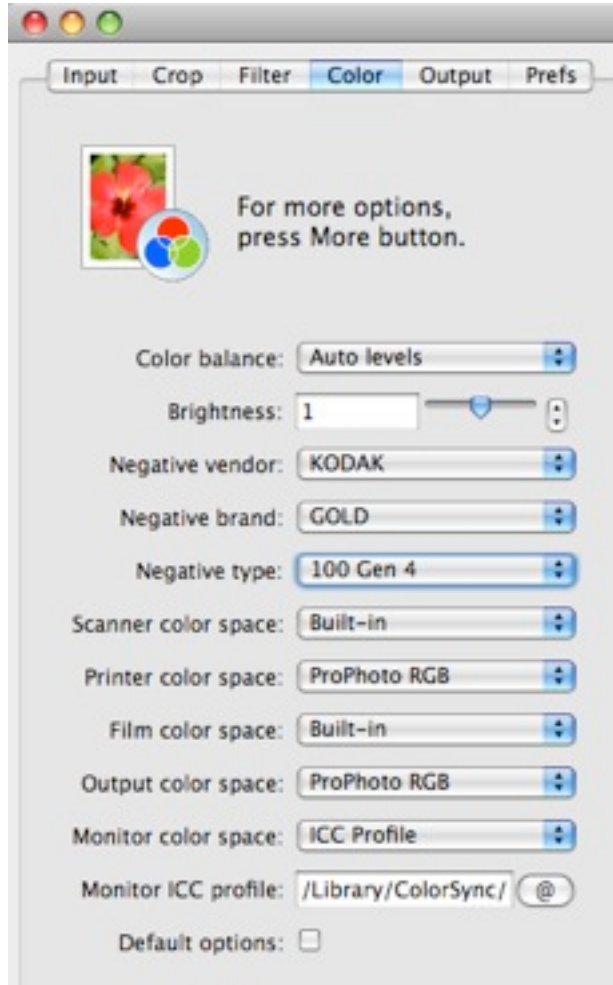 Input Crop Filter Color Output Prefs
For more options,
press More button.
Color balance: Auto levels
Brightness: 1
Negative vendor: KODAK
Negative brand: GOLD
Negative type: 100 Gen 4
Scanner color space: Built-in
Printer color space: ProPhoto RGB
Film color space: Built-in
Output color space: ProPhoto RGB
Monitor color space: ICC Profile
Monitor ICC profile: /Library/ColorSync/ @
Default options: